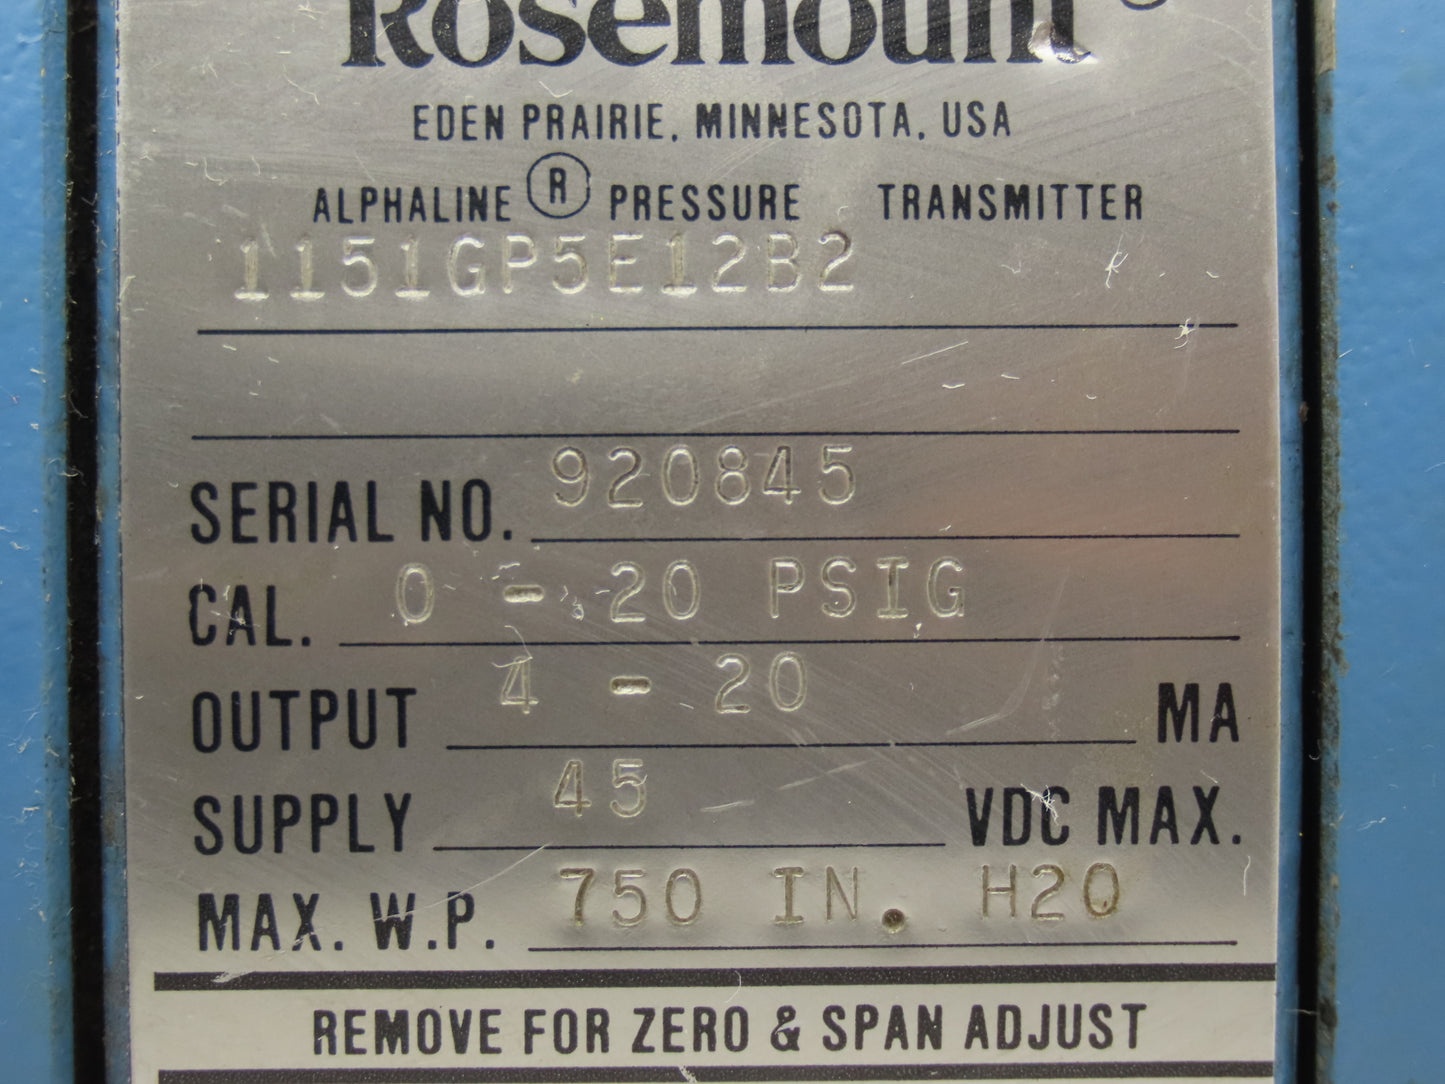 Rosemount
EDEN PRAIRIE, MINNESOTA, USA
ALPHALINE ® PRESSURE TRANSMITTER
1151GP5E12B2
SERIAL NO. 920845
CAL. 0 - 20 PSIG
OUTPUT 4 - 20 MA
SUPPLY 45 VDC MAX.
MAX. W.P. 750 IN. H2O
REMOVE FOR ZERO & SPAN ADJUST